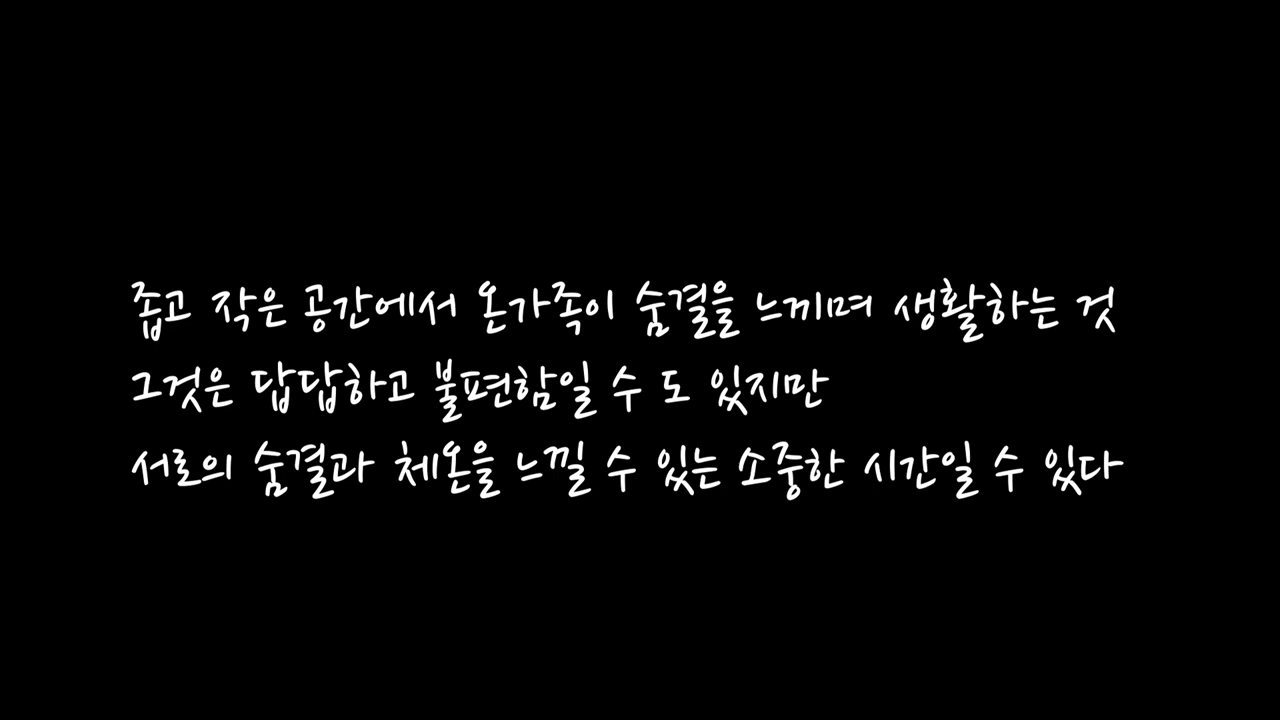 좁고 작은 공간에서 온가족이 숨결을 느끼며 생활하는 것
그것은 답답하고 불편함일 수 도 있지만
서로의 숨결과 체온을 느낄 수 있는 소중한 시간일 수 있다